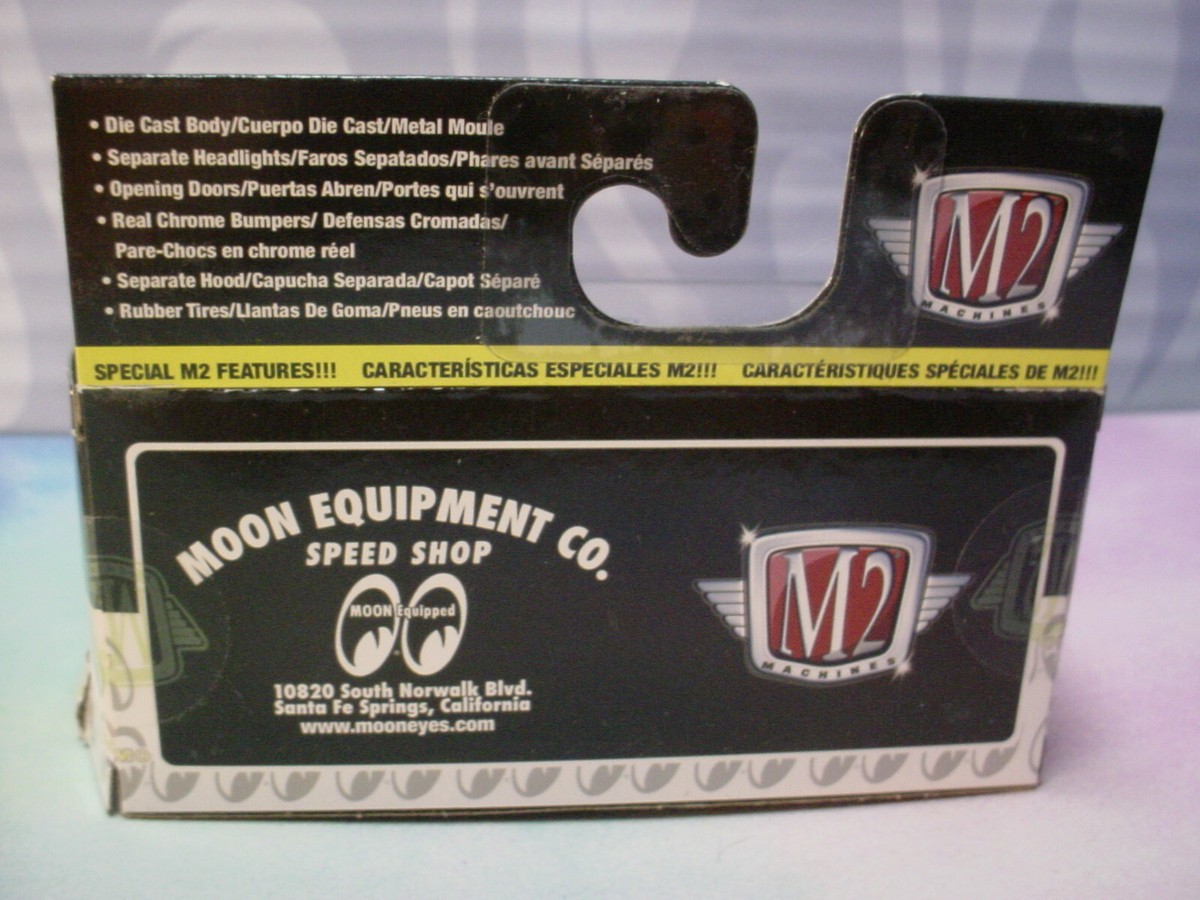 • Die Cast Body/Cuerpo Die Cast/Metal Moule
• Separate Headlights/Faros Sepatados/Phares avant Séparés
• Opening Doors/Puertas Abren/Portes qui s'ouvrent
• Real Chrome Bumpers/ Defensas Cromadas/
Pare-Chocs en chrome réel
• Separate Hood/Capucha Separada/Capot Séparé
• Rubber Tires/Llantas De Goma/Pneus en caoutchouc
M2
MACHINES
SPECIAL M2 FEATURES!!! CARACTERÍSTICAS ESPECIALES M2!!! CARACTÉRISTIQUES SPÉCIALES DE M2!!!
MOON EQUIPMENT CO.
SPEED SHOP
MOON Equipped
10820 South Norwalk Blvd.
Santa Fe Springs, California
www.mooneyes.com
M2
MACHINES